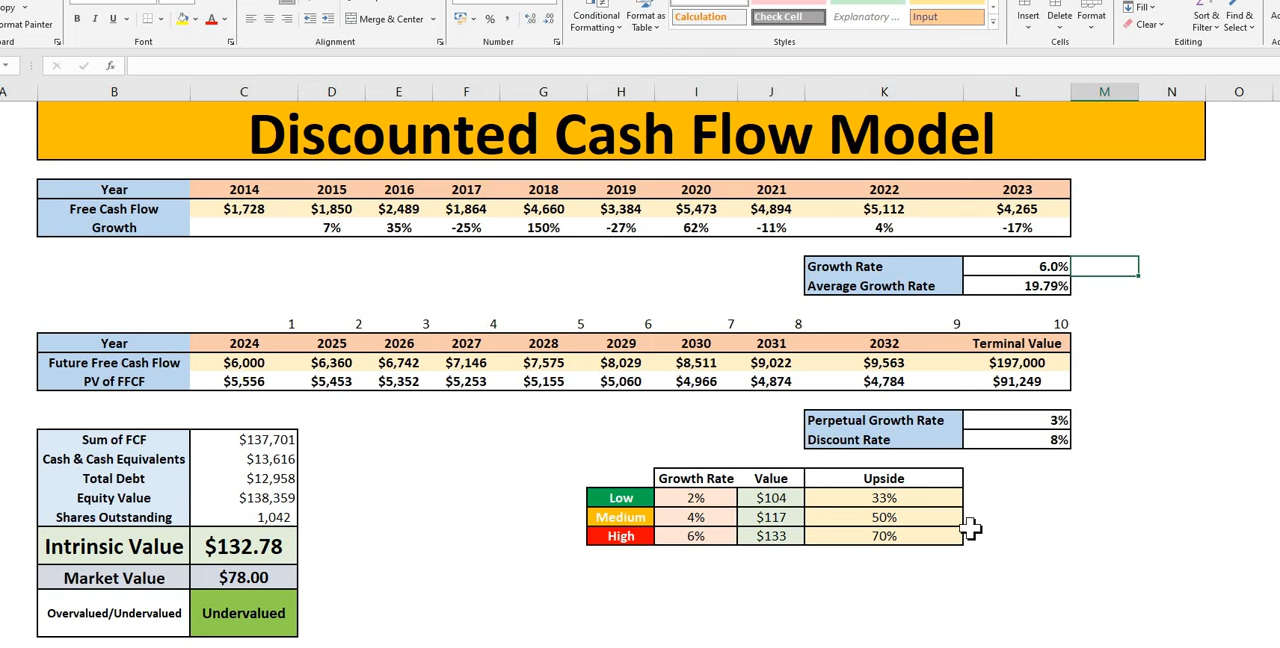 opy
Format Painter
oard
B I U
Font
Merge & Center
Alignment
% ,
Number
Conditional Formatting
Format as Table
Calculation
Check Cell
Explanatory ...
Input
Styles
Insert
Delete
Format
Cells
Fill
Clear
Sort & Filter
Find & Select
Editing
fx
A B C D E F G H I J K L M N O
Discounted Cash Flow Model
Year 2014 2015 2016 2017 2018 2019 2020 2021 2022 2023
Free Cash Flow $1,728 $1,850 $2,489 $1,864 $4,660 $3,384 $5,473 $4,894 $5,112 $4,265
Growth 7% 35% -25% 150% -27% 62% -11% 4% -17%
Growth Rate 6.0%
Average Growth Rate 19.79%
1 2 3 4 5 6 7 8 9 10
Year 2024 2025 2026 2027 2028 2029 2030 2031 2032 Terminal Value
Future Free Cash Flow $6,000 $6,360 $6,742 $7,146 $7,575 $8,029 $8,511 $9,022 $9,563 $197,000
PV of FFCF $5,556 $5,453 $5,352 $5,253 $5,155 $5,060 $4,966 $4,874 $4,784 $91,249
Perpetual Growth Rate 3%
Discount Rate 8%
Sum of FCF $137,701
Cash & Cash Equivalents $13,616
Total Debt $12,958
Equity Value $138,359
Shares Outstanding 1,042
Intrinsic Value $132.78
Market Value $78.00
Overvalued/Undervalued Undervalued
Growth Rate Value Upside
Low 2% $104 33%
Medium 4% $117 50%
High 6% $133 70%